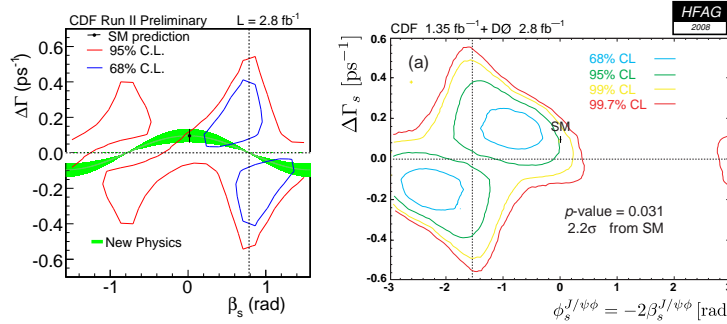 CDF Run II Preliminary L = 2.8 fb⁻¹
SM prediction
95% C.L.
68% C.L.
New Physics
ΔΓ (ps⁻¹)
0.6
0.4
0.2
0.0
-0.2
-0.4
-0.6
-1 0 1
βs (rad)
HFAG
2008
CDF 1.35 fb⁻¹ + DØ 2.8 fb⁻¹
(a)
68% CL
95% CL
99% CL
99.7% CL
SM
p-value = 0.031
2.2σ from SM
ΔΓs [ps⁻¹]
0.6
0.4
0.2
0.0
-0.2
-0.4
-0.6
-3 -2 -1 0 1 2
ϕs^J/ψϕ = −2βs^J/ψϕ [rad